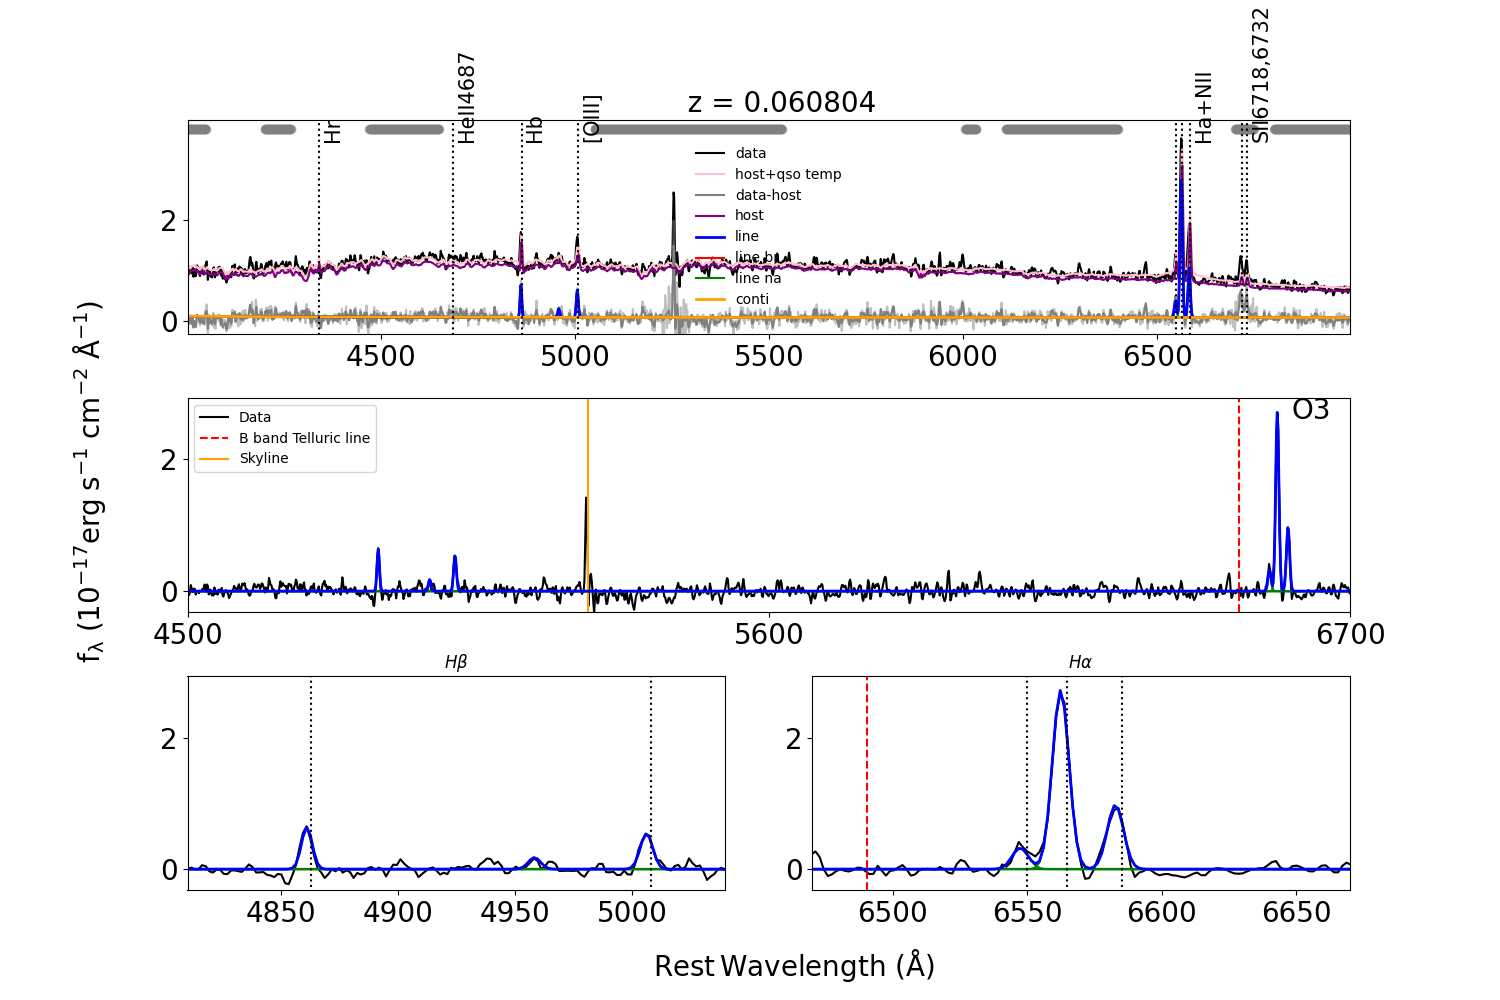 z = 0.060804
Hr
HeII4687
Hb
[OIII]
Ha+NII
SII6718,6732
data
host+qso temp
data-host
host
line
line br
line na
conti
2
0
4500
5000
5500
6000
6500
fλ (10⁻¹⁷erg s⁻¹ cm⁻² Å⁻¹)
Data
B band Telluric line
Skyline
O3
2
0
4500
5600
6700
Hβ
2
0
4850
4900
4950
5000
Hα
2
0
6500
6550
6600
6650
Rest Wavelength (Å)